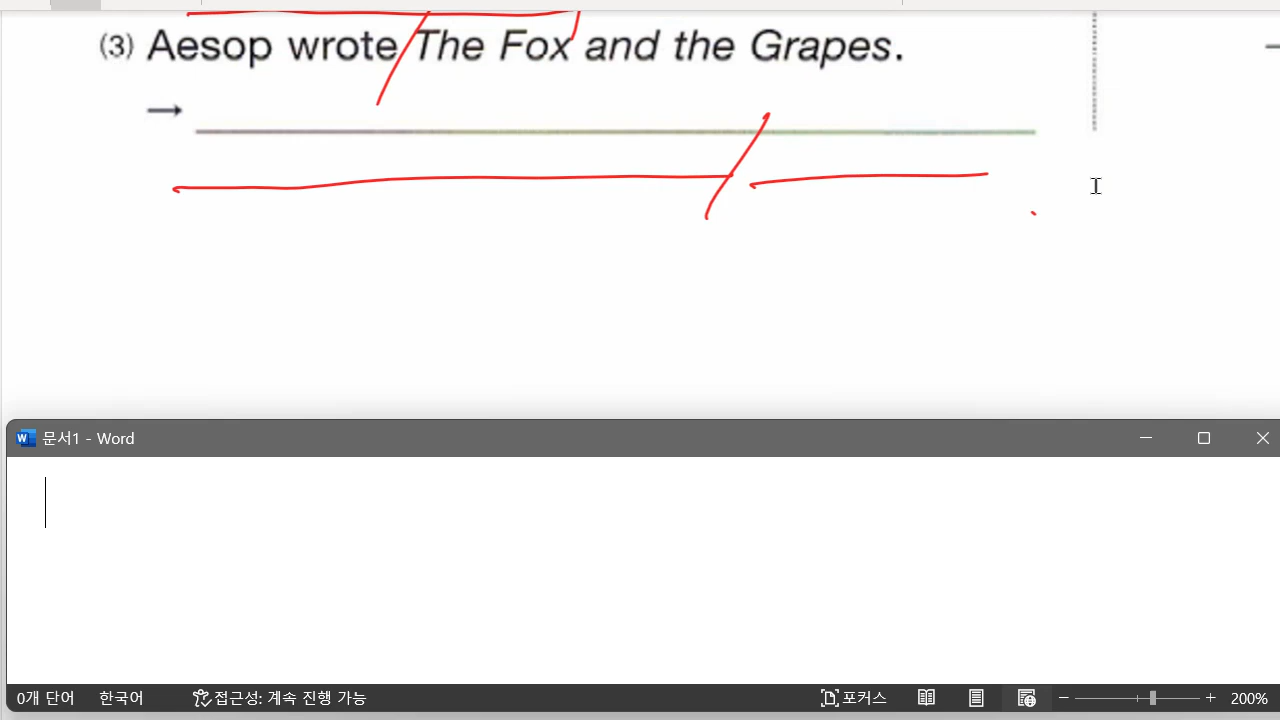 (3) Aesop wrote The Fox and the Grapes.
→
문서1 - Word
0개 단어 한국어 접근성: 계속 진행 가능 포커스 200%